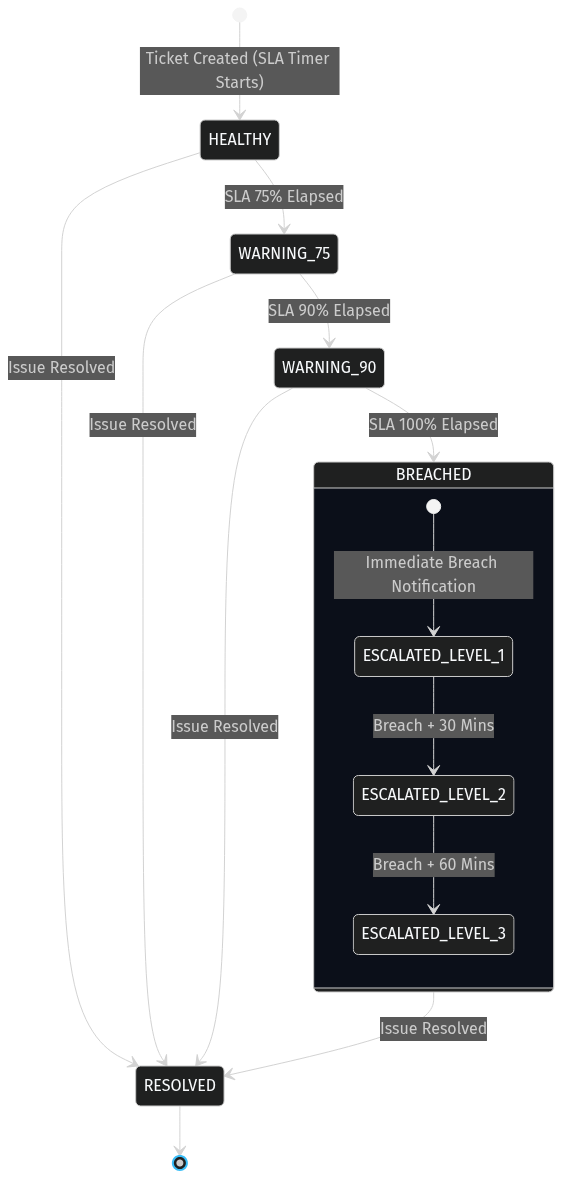 Ticket Created (SLA Timer
Starts)
HEALTHY
SLA 75% Elapsed
WARNING_75
SLA 90% Elapsed
WARNING_90
Issue Resolved
Issue Resolved
SLA 100% Elapsed
BREACHED
Immediate Breach
Notification
ESCALATED_LEVEL_1
Issue Resolved
Breach + 30 Mins
ESCALATED_LEVEL_2
Breach + 60 Mins
ESCALATED_LEVEL_3
Issue Resolved
RESOLVED